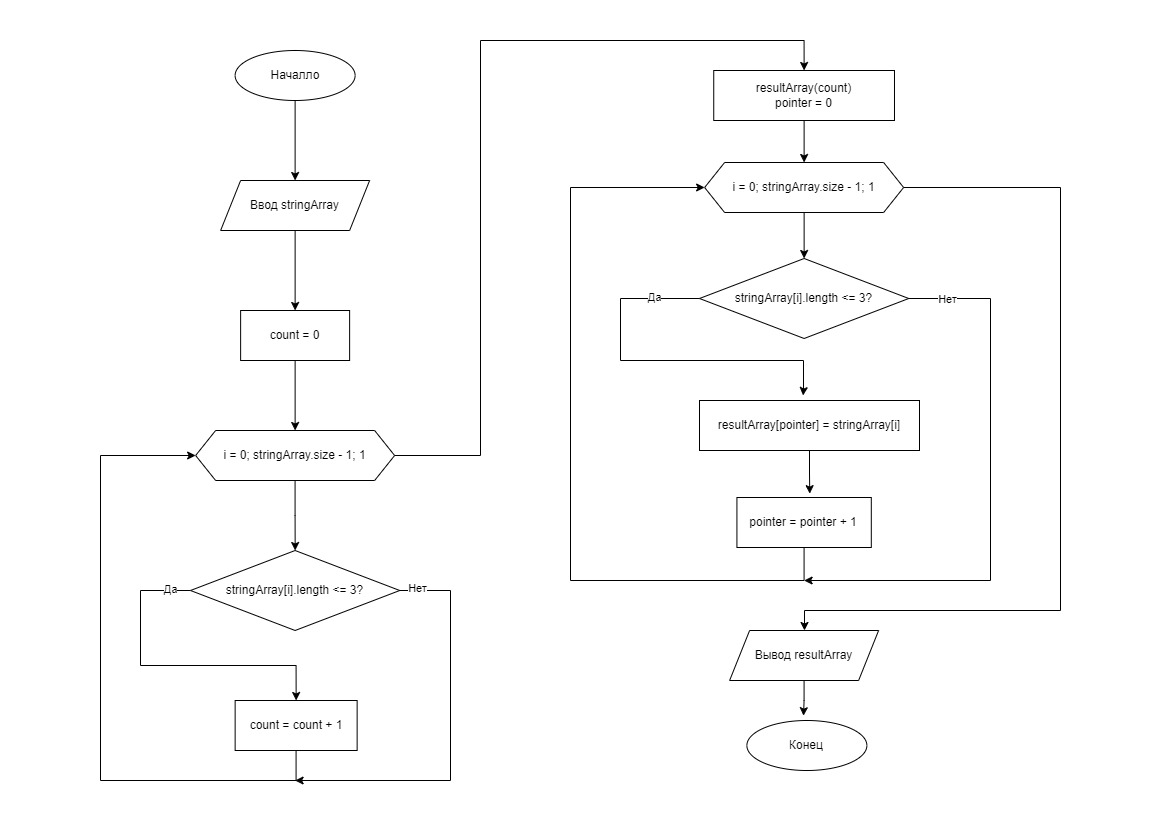 Началло
Ввод stringArray
count = 0
i = 0; stringArray.size - 1; 1
stringArray[i].length <= 3?
Да
Нет
count = count + 1
resultArray(count)
pointer = 0
i = 0; stringArray.size - 1; 1
stringArray[i].length <= 3?
Да
Нет
resultArray[pointer] = stringArray[i]
pointer = pointer + 1
Вывод resultArray
Конец